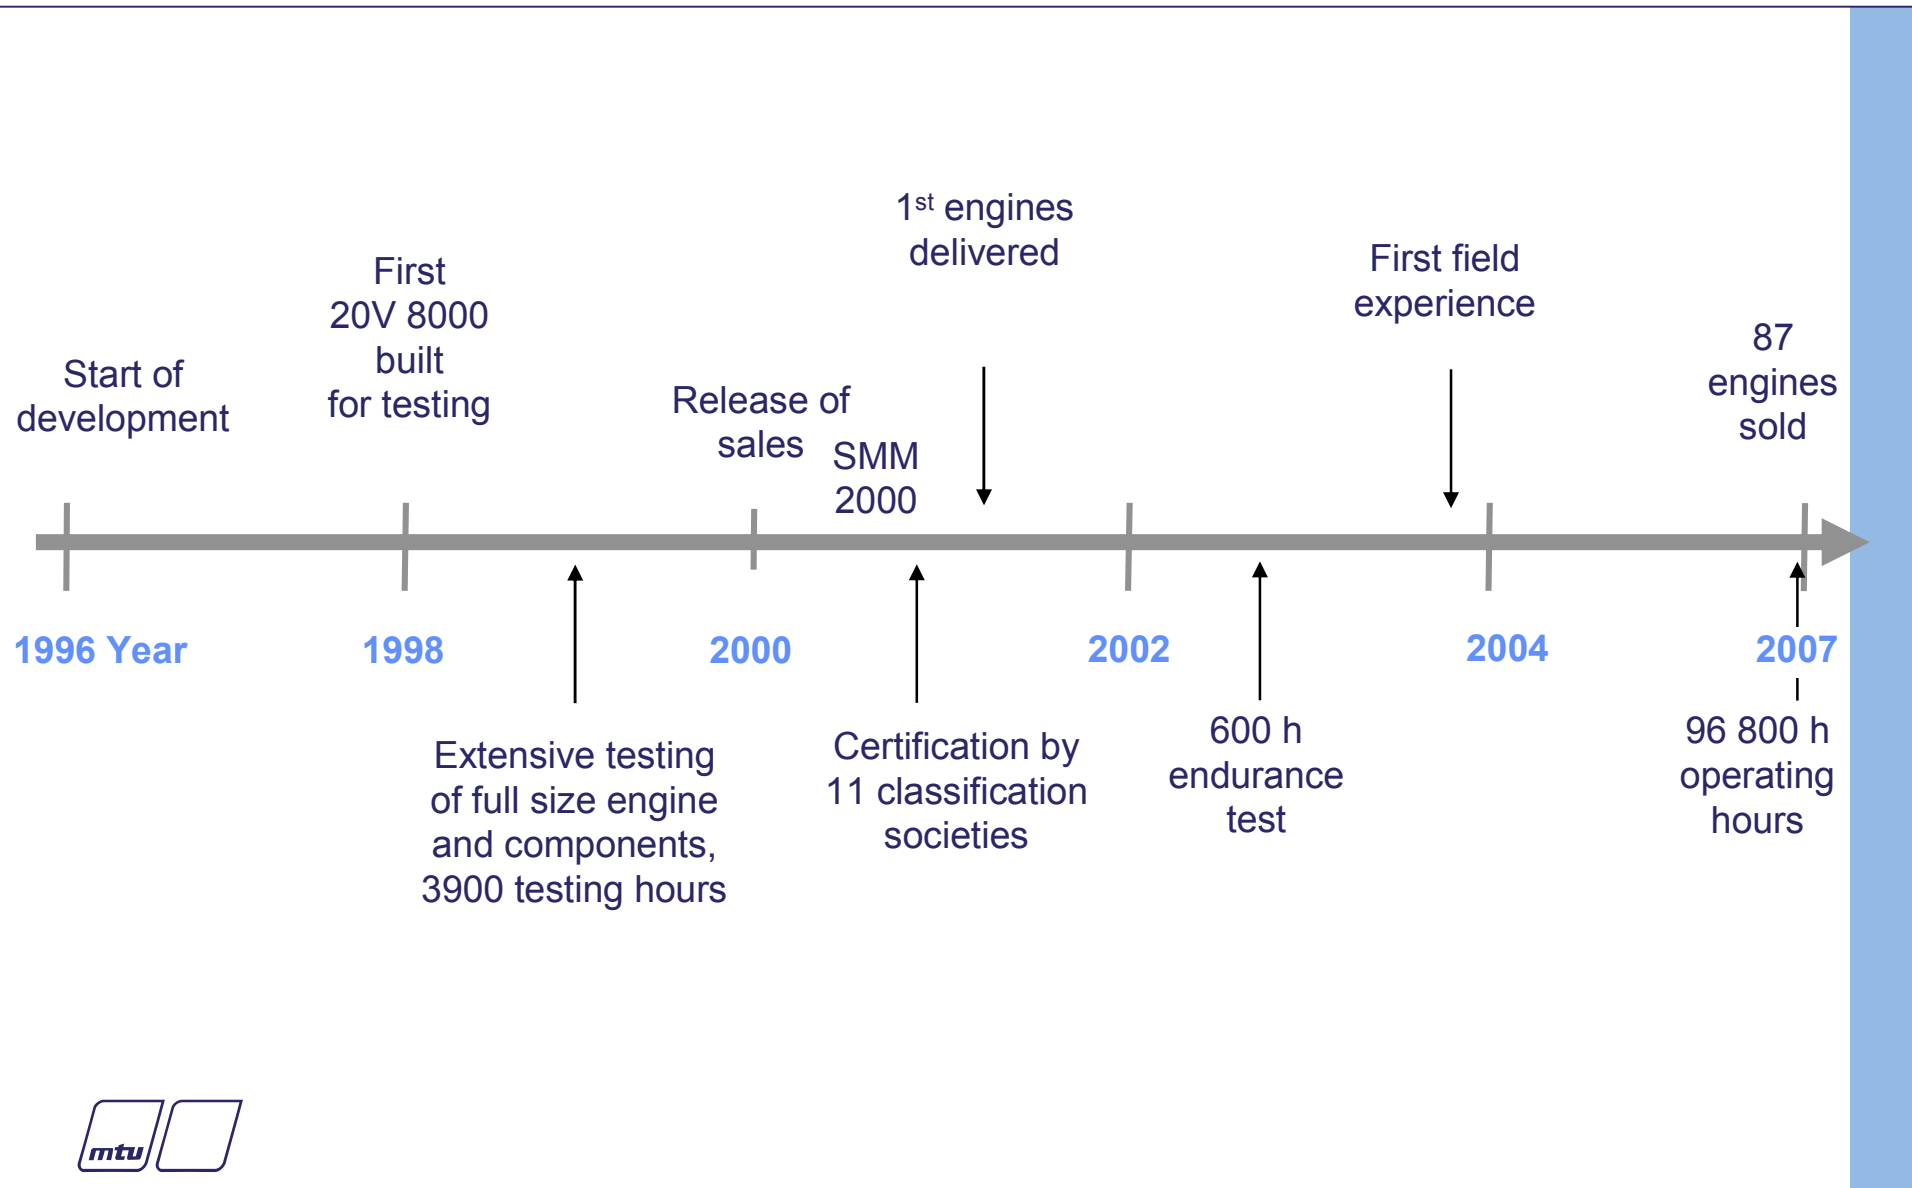 1st engines
delivered
First field
experience
First
20V 8000
built
for testing
87
engines
sold
Start of
development
Release of
sales
SMM
2000
1996 Year
1998
2000
2002
2004
2007
Extensive testing
of full size engine
and components,
3900 testing hours
Certification by
11 classification
societies
600 h
endurance
test
96 800 h
operating
hours
mtu